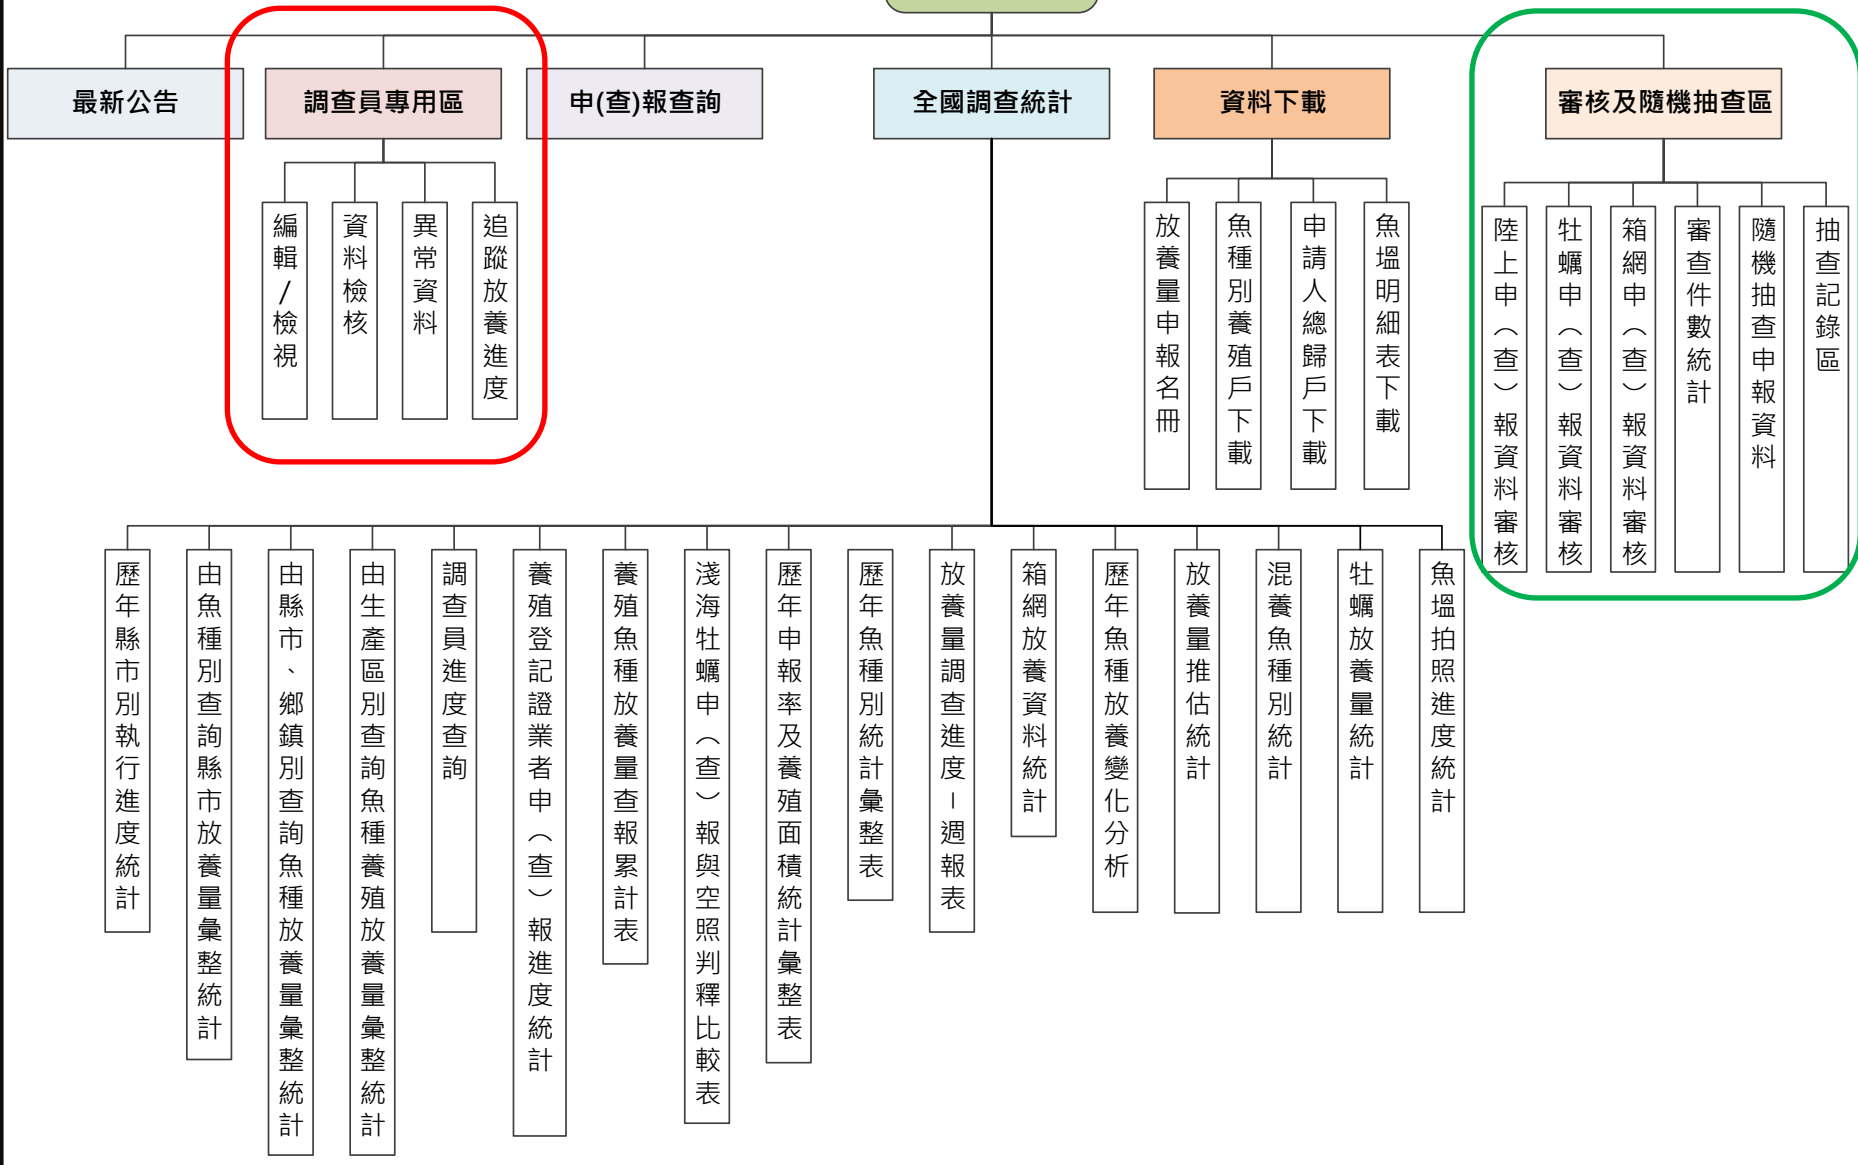 最新公告
調查員專用區
申(查)報查詢
全國調查統計
資料下載
審核及隨機抽查區
編輯/檢視
資料檢核
異常資料
追蹤放養進度
放養量申報名冊
魚種別養殖戶下載
申請人總歸戶下載
魚塭明細表下載
陸上申（查）報資料審核
牡蠣申（查）報資料審核
箱網申（查）報資料審核
審查件數統計
隨機抽查申報資料
抽查記錄區
歷年縣市別執行進度統計
由魚種別查詢縣市放養量彙整統計
由縣市、鄉鎮別查詢魚種放養量彙整統計
由生產區別查詢魚種養殖放養量彙整統計
調查員進度查詢
養殖登記證業者申（查）報進度統計
養殖魚種放養量查報累計表
淺海牡蠣申（查）報與空照判釋比較表
歷年申報率及養殖面積統計彙整表
歷年魚種別統計彙整表
放養量調查進度－週報表
箱網放養資料統計
歷年魚種放養變化分析
放養量推估統計
混養魚種別統計
牡蠣放養量統計
魚塭拍照進度統計